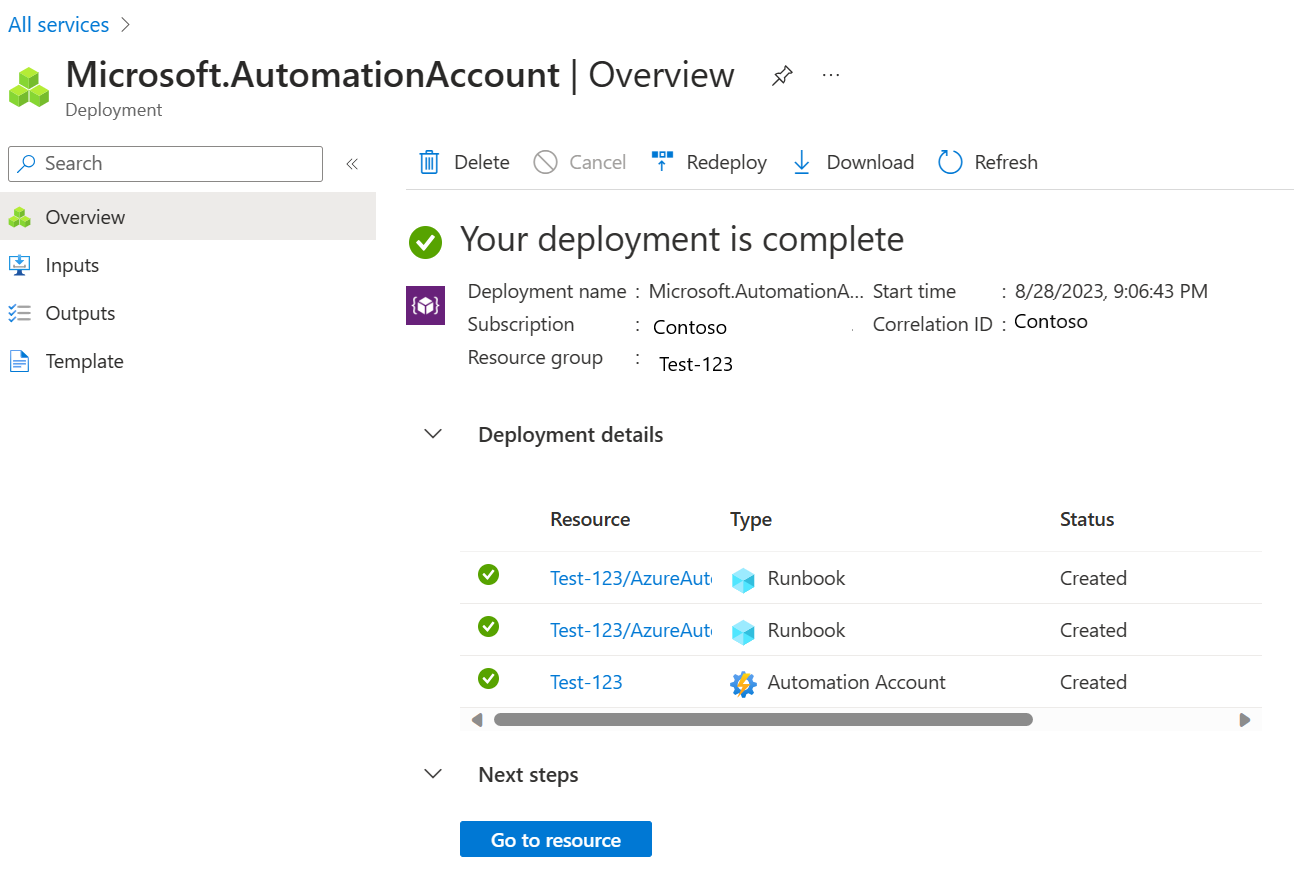 All services
Microsoft.AutomationAccount | Overview ...
Deployment
Search
Overview
Inputs
Outputs
Template
Delete Cancel Redeploy Download Refresh
Your deployment is complete
Deployment name : Microsoft.AutomationA... Start time : 8/28/2023, 9:06:43 PM
Subscription : Contoso Correlation ID : Contoso
Resource group : Test-123
Deployment details
Resource Type Status
Test-123/AzureAut Runbook Created
Test-123/AzureAut Runbook Created
Test-123 Automation Account Created
Next steps
Go to resource